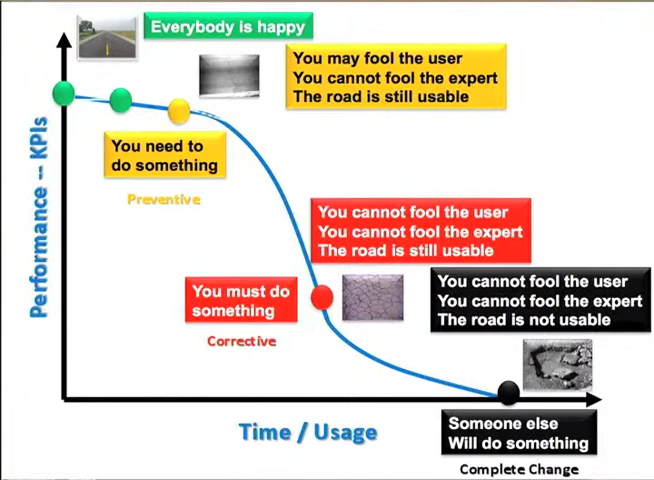 Everybody is happy
You may fool the user
You cannot fool the expert
The road is still usable
You need to
do something
Preventive
Performance -- KPIs
You cannot fool the user
You cannot fool the expert
The road is still usable
You must do
something
Corrective
You cannot fool the user
You cannot fool the expert
The road is not usable
Time / Usage
Someone else
Will do something
Complete Change